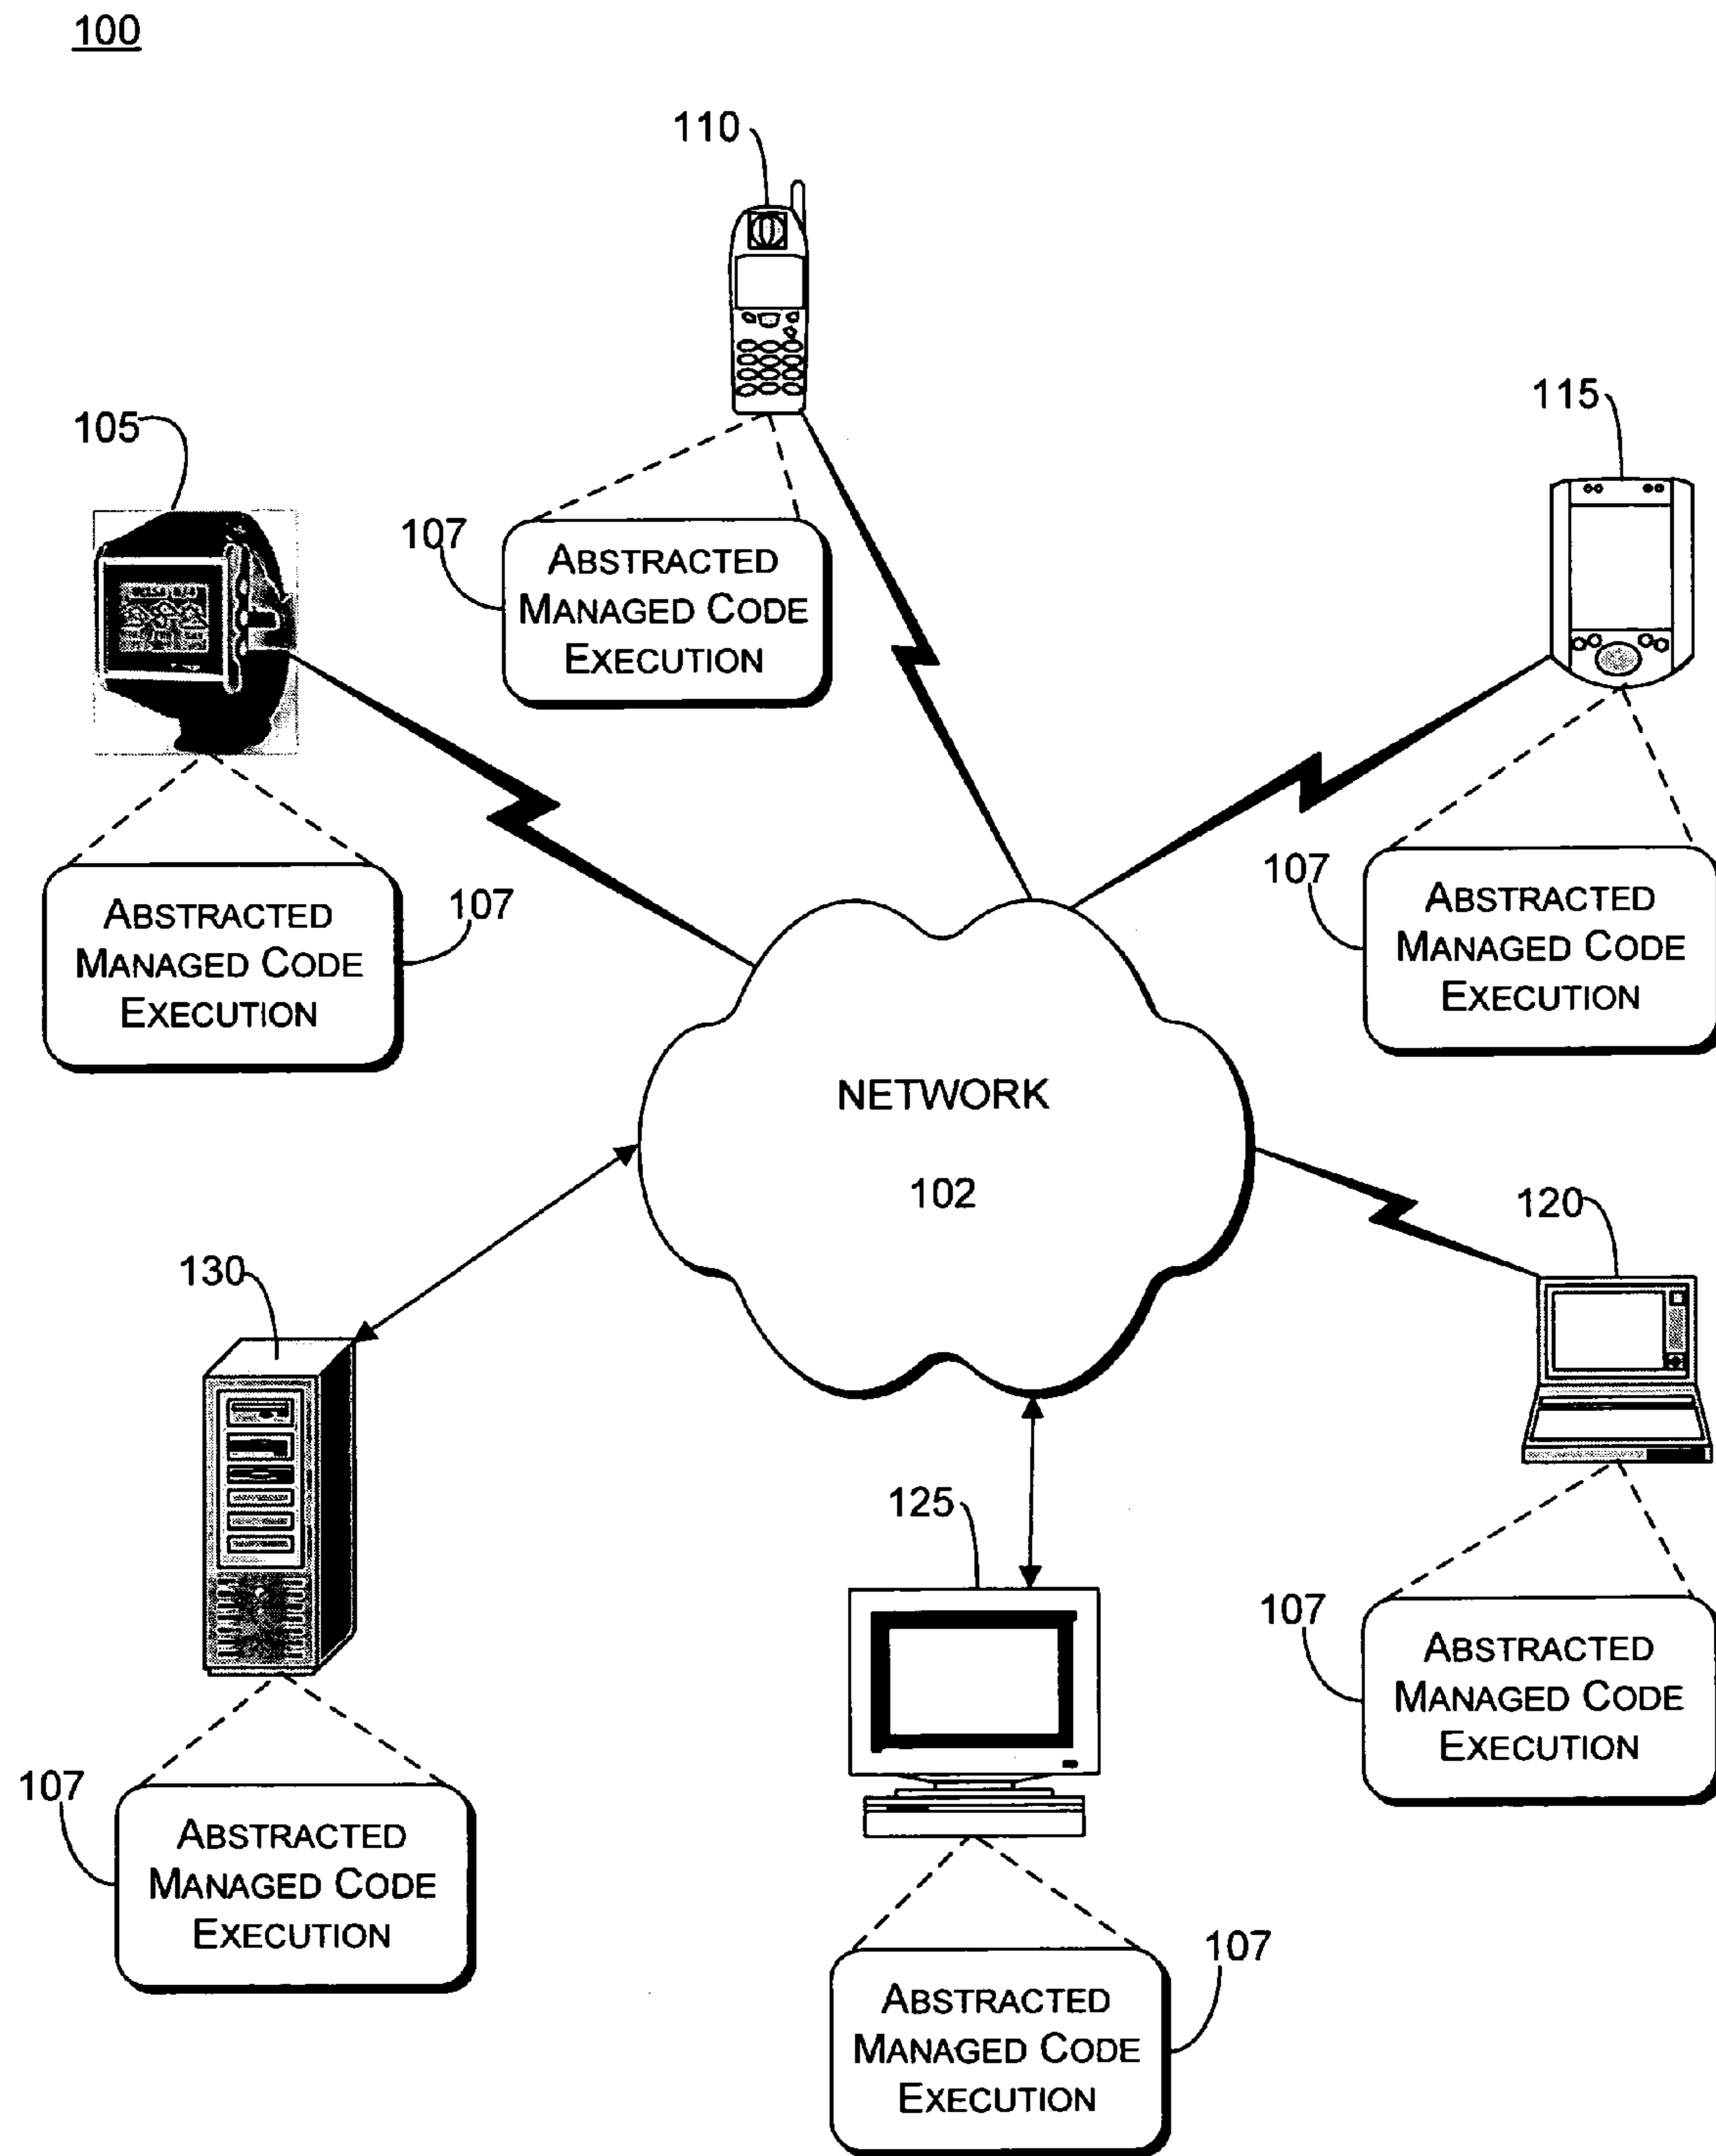 100
110
115
105
107
ABSTRACTED
MANAGED CODE
EXECUTION
107
ABSTRACTED
MANAGED CODE
EXECUTION
107
ABSTRACTED
MANAGED CODE
EXECUTION
NETWORK
102
120
130
125
107
ABSTRACTED
MANAGED CODE
EXECUTION
107
ABSTRACTED
MANAGED CODE
EXECUTION
107
ABSTRACTED
MANAGED CODE
EXECUTION